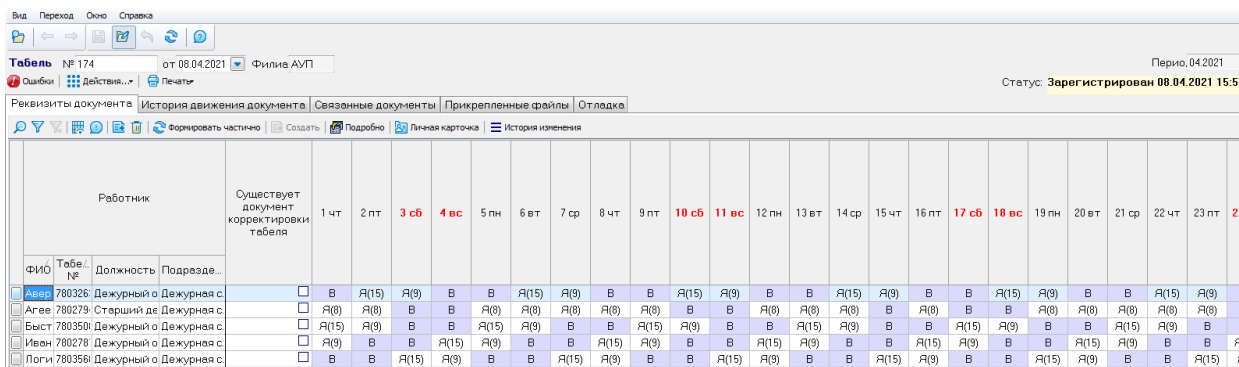 Вид Переход Окно Справка
Табель № 174 от 08.04.2021 Филиа АУП Перио, 04.2021
Ошибки Действия... Печать Статус: Зарегистрирован 08.04.2021 15:5
Реквизиты документа История движения документа Связанные документы Прикрепленные файлы Отладка
Формировать частично Создать Подробно Личная карточка История изменения
Работник Существует документ корректировки табеля 1 чт 2 пт 3 сб 4 вс 5 пн 6 вт 7 ср 8 чт 9 пт 10 сб 11 вс 12 пн 13 вт 14 ср 15 чт 16 пт 17 сб 18 вс 19 пн 20 вт 21 ср 22 чт 23 пт 2
ФИО Табе... № Должность Подразде...
Авер 780326 Дежурный о Дежурная с. В Я(15) Я(9) В В Я(15) Я(9) В В Я(15) Я(9) В В Я(15) Я(9) В В Я(15) Я(9) В В Я(15) Я(9)
Агее 780279 Старший де Дежурная с. Я(8) Я(8) В В Я(8) Я(8) Я(8) Я(8) Я(8) В В Я(8) Я(8) Я(8) Я(8) Я(8) В В Я(8) Я(8) Я(8) Я(8) Я(8)
Быст 780350 Дежурный о Дежурная с. Я(15) Я(9) В В Я(15) Я(9) В В Я(15) Я(9) В В Я(15) Я(9) В В Я(15) Я(9) В В Я(15) Я(9) В
Иван 780278 Дежурный о Дежурная с. Я(9) В В Я(15) Я(9) В В Я(15) Я(9) В В Я(15) Я(9) В В Я(15) Я(9) В В Я(15) Я(9) В В
Логи 780356 Дежурный о Дежурная с. В В Я(15) Я(9) В В Я(15) Я(9) В В Я(15) Я(9) В В Я(15) Я(9) В В Я(15) Я(9) В В Я(15)